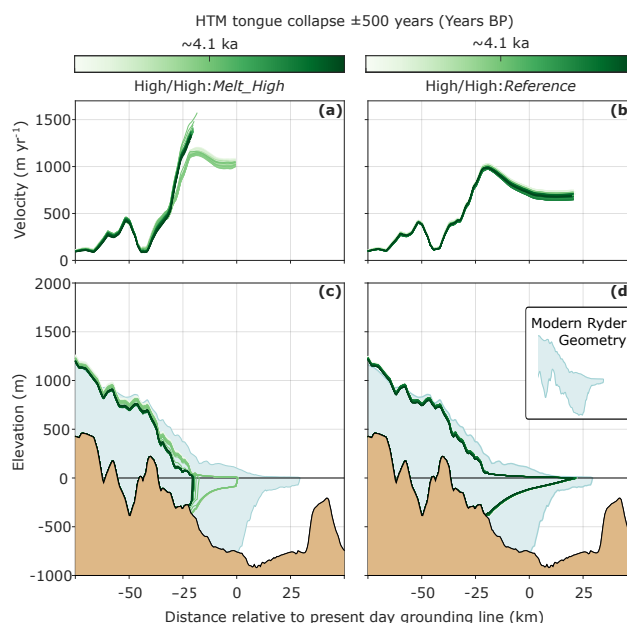 HTM tongue collapse ±500 years (Years BP)
~4.1 ka
~4.1 ka
High/High:Melt_High
High/High:Reference
(a)
(b)
Velocity (m yr⁻¹)
1500
1000
500
0
(c)
(d)
Modern Ryder
Geometry
Elevation (m)
2000
1500
1000
500
0
-500
-1000
-50
-25
0
25
-50
-25
0
25
Distance relative to present day grounding line (km)